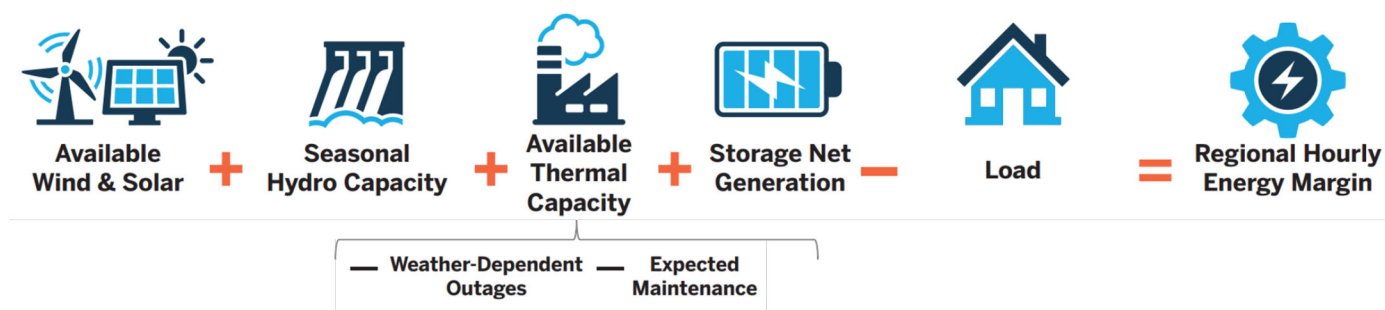 Available
Wind & Solar
+
Seasonal
Hydro Capacity
+
Available
Thermal
Capacity
+
Storage Net
Generation
—
Load
=
Regional Hourly
Energy Margin
— Weather-Dependent
Outages
— Expected
Maintenance